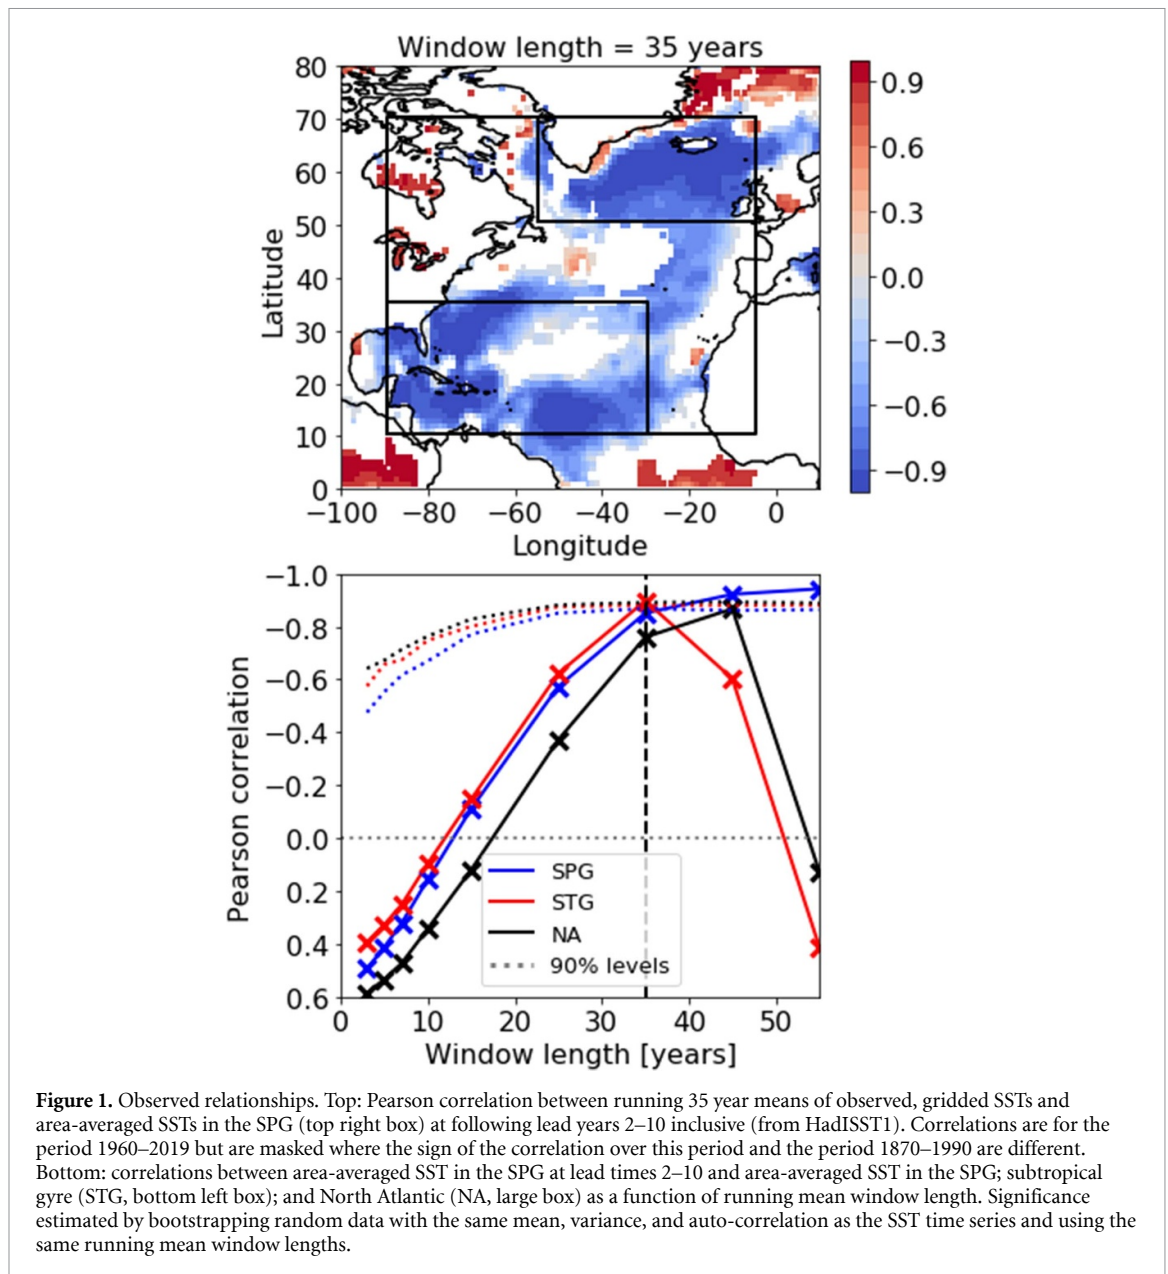 Window length = 35 years
80
70
60
50
40
30
20
10
0
Latitude
−100
−80
−60
−40
−20
0
Longitude
0.9
0.6
0.3
0.0
−0.3
−0.6
−0.9
−1.0
−0.8
−0.6
−0.4
−0.2
0.0
0.2
0.4
0.6
Pearson correlation
SPG
STG
NA
90% levels
0
10
20
30
40
50
Window length [years]
Figure 1. Observed relationships. Top: Pearson correlation between running 35 year means of observed, gridded SSTs and
area-averaged SSTs in the SPG (top right box) at following lead years 2–10 inclusive (from HadISST1). Correlations are for the
period 1960–2019 but are masked where the sign of the correlation over this period and the period 1870–1990 are different.
Bottom: correlations between area-averaged SST in the SPG at lead times 2–10 and area-averaged SST in the SPG; subtropical
gyre (STG, bottom left box); and North Atlantic (NA, large box) as a function of running mean window length. Significance
estimated by bootstrapping random data with the same mean, variance, and auto-correlation as the SST time series and using the
same running mean window lengths.